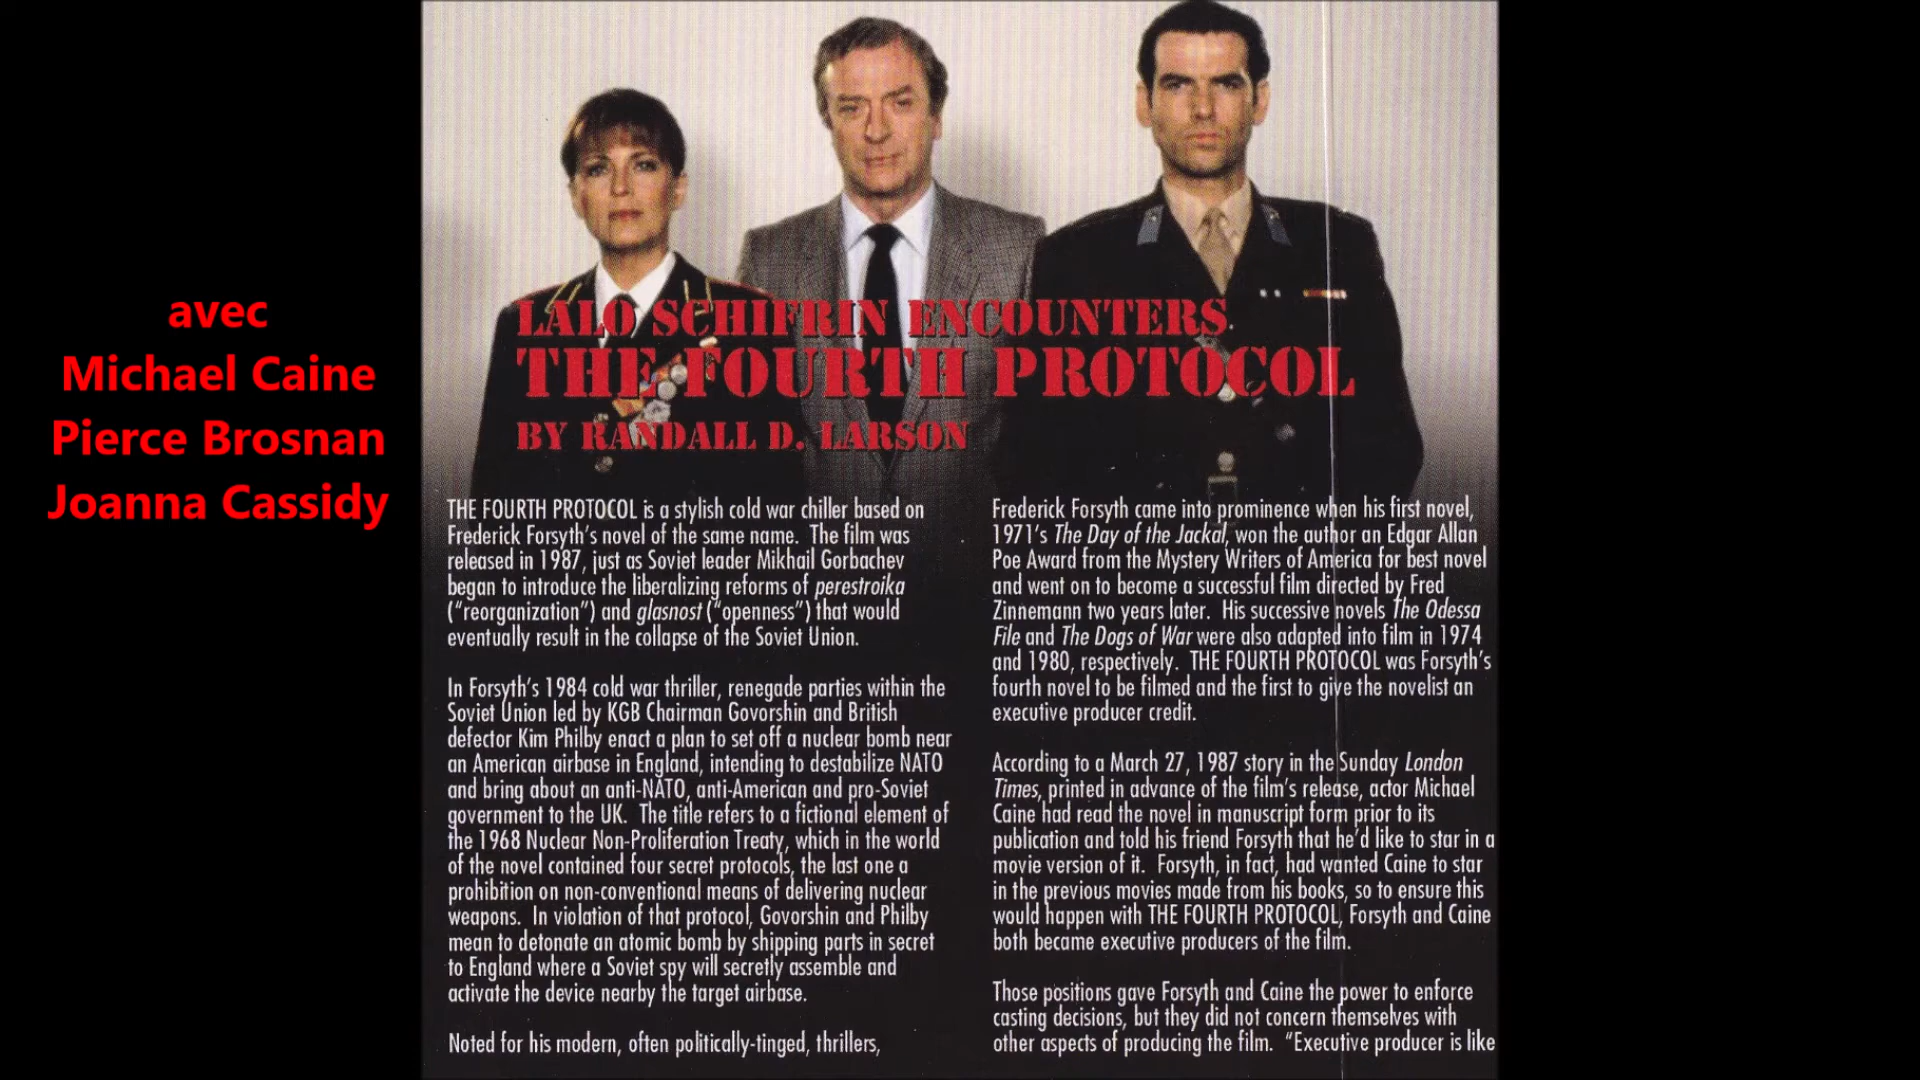 avec
Michael Caine
Pierce Brosnan
Joanna Cassidy
LALO SCHIFRIN ENCOUNTERS
THE FOURTH PROTOCOL
BY RANDALL D. LARSON
THE FOURTH PROTOCOL is a stylish cold war chiller based on
Frederick Forsyth's novel of the same name. The film was
released in 1987, just as Soviet leader Mikhail Gorbachev
began to introduce the liberalizing reforms of perestroika
("reorganization") and glasnost ("openness") that would
eventually result in the collapse of the Soviet Union.
In Forsyth's 1984 cold war thriller, renegade parties within the
Soviet Union led by KGB Chairman Govorshin and British
defector Kim Philby enact a plan to set off a nuclear bomb near
an American airbase in England, intending to destabilize NATO
and bring about an anti-NATO, anti-American and pro-Soviet
government to the UK. The title refers to a fictional element of
the 1968 Nuclear Non-Proliferation Treaty, which in the world
of the novel contained four secret protocols, the last one a
prohibition on non-conventional means of delivering nuclear
weapons. In violation of that protocol, Govorshin and Philby
mean to detonate an atomic bomb by shipping parts in secret
to England where a Soviet spy will secretly assemble and
activate the device nearby the target airbase.
Noted for his modern, often politically-tinged, thrillers,
Frederick Forsyth came into prominence when his first novel,
1971's The Day of the Jackal, won the author an Edgar Allan
Poe Award from the Mystery Writers of America for best novel
and went on to become a successful film directed by Fred
Zinnemann two years later. His successive novels The Odessa
File and The Dogs of War were also adapted into film in 1974
and 1980, respectively. THE FOURTH PROTOCOL was Forsyth's
fourth novel to be filmed and the first to give the novelist an
executive producer credit.
According to a March 27, 1987 story in the Sunday London
Times, printed in advance of the film's release, actor Michael
Caine had read the novel in manuscript form prior to its
publication and told his friend Forsyth that he'd like to star in a
movie version of it. Forsyth, in fact, had wanted Caine to star
in the previous movies made from his books, so to ensure this
would happen with THE FOURTH PROTOCOL, Forsyth and Caine
both became executive producers of the film.
Those positions gave Forsyth and Caine the power to enforce
casting decisions, but they did not concern themselves with
other aspects of producing the film. "Executive producer is like